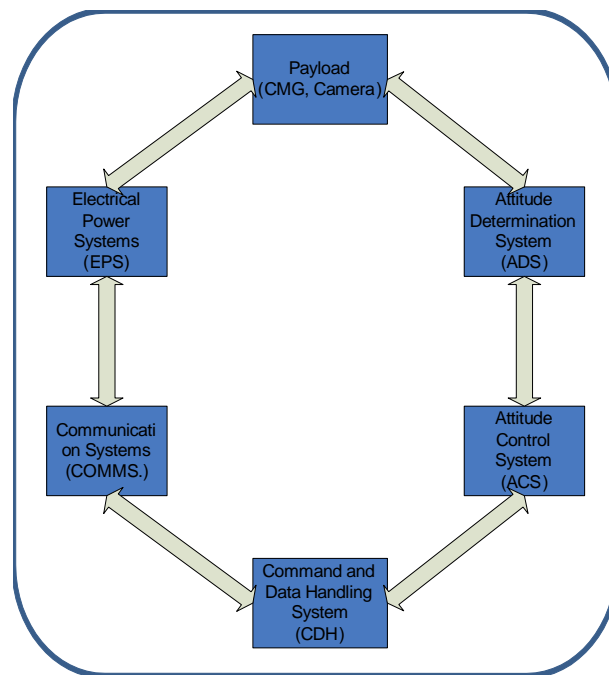 Payload
(CMG, Camera)
Electrical
Power
Systems
(EPS)
Attitude
Determination
System
(ADS)
Communicati
on Systems
(COMMS.)
Attitude
Control
System
(ACS)
Command and
Data Handling
System
(CDH)